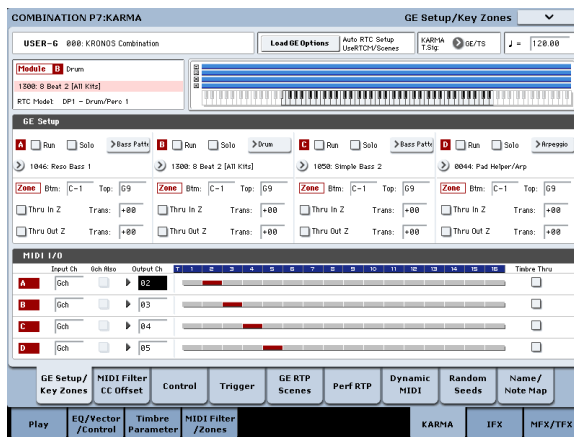 COMBINATION P7:KARMA GE Setup/Key Zones
USER-G 000: KRONOS Combination Load GE Options Auto RTC Setup UseRTCM/Scenes KARMA T.Sig: GE/TS ♩ = 120.00
Module B Drum
1300: 8 Beat 2 [All Kits]
RTC Model: DP1 - Drum/Perc 1
A
B
C
D
GE Setup
A Run Solo Bass Patt B Run Solo Drum C Run Solo Bass Patt D Run Solo Arpeggio
1046: Reso Bass 1 1300: 8 Beat 2 [All Kits] 1050: Simple Bass 2 0044: Pad Helper/Arp
Zone Btm: C-1 Top: G9 Zone Btm: C-1 Top: G9 Zone Btm: C-1 Top: G9 Zone Btm: C-1 Top: G9
Thru In Z Trans: +00 Thru In Z Trans: +00 Thru In Z Trans: +00 Thru In Z Trans: +00
Thru Out Z Trans: +00 Thru Out Z Trans: +00 Thru Out Z Trans: +00 Thru Out Z Trans: +00
MIDI I/O
Input Ch Gch Also Output Ch T 1 2 3 4 5 6 7 8 9 10 11 12 13 14 15 16 Timbre Thru
A Gch 02
B Gch 03
C Gch 04
D Gch 05
GE Setup/ Key Zones MIDI Filter CC Offset Control Trigger GE RTP Scenes Perf RTP Dynamic MIDI Random Seeds Name/ Note Map
Play EQ/Vector /Control Timbre Parameter MIDI Filter /Zones KARMA IFX MFX/TFX